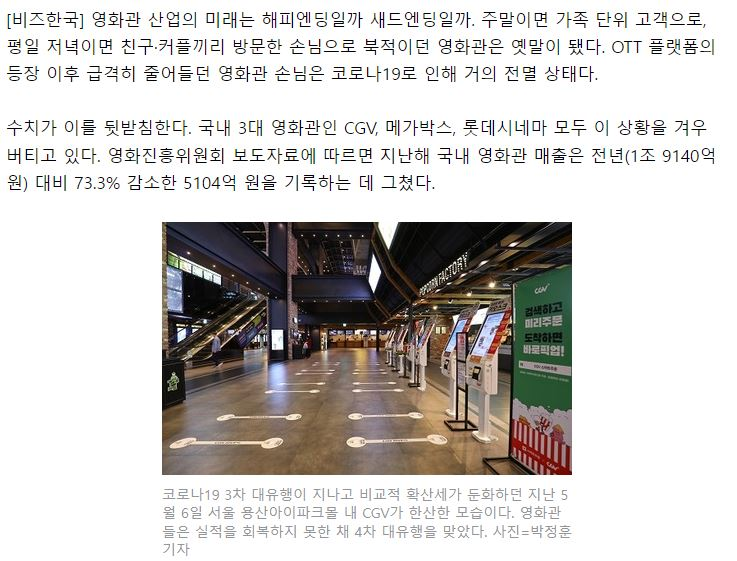 [비즈한국] 영화관 산업의 미래는 해피엔딩일까 새드엔딩일까. 주말이면 가족 단위 고객으로,
평일 저녁이면 친구·커플끼리 방문한 손님으로 북적이던 영화관은 옛말이 됐다. OTT 플랫폼의
등장 이후 급격히 줄어들던 영화관 손님은 코로나19로 인해 거의 전멸 상태다.
수치가 이를 뒷받침한다. 국내 3대 영화관인 CGV, 메가박스, 롯데시네마 모두 이 상황을 겨우
버티고 있다. 영화진흥위원회 보도자료에 따르면 지난해 국내 영화관 매출은 전년(1조 9140억
원) 대비 73.3% 감소한 5104억 원을 기록하는 데 그쳤다.
POPCORN FACTORY
CGV
검색하고
미리주문
도착하면
바로픽업!
코로나19 3차 대유행이 지나고 비교적 확산세가 둔화하던 지난 5
월 6일 서울 용산아이파크몰 내 CGV가 한산한 모습이다. 영화관
들은 실적을 회복하지 못한 채 4차 대유행을 맞았다. 사진=박정훈
기자